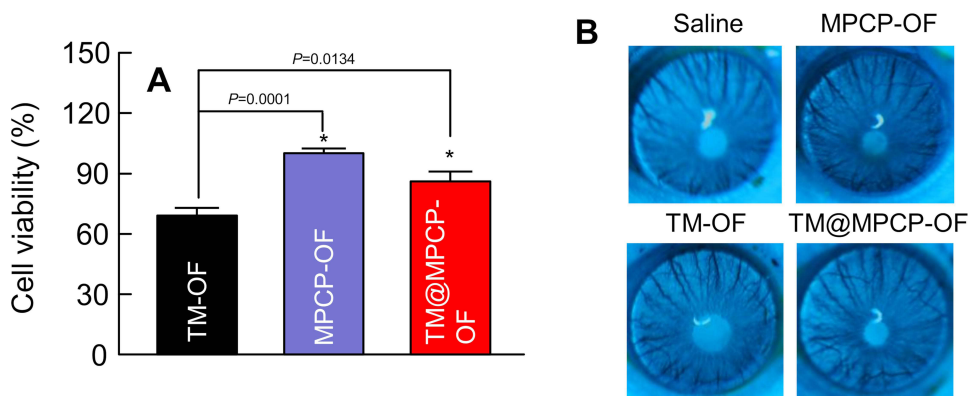 A
Cell viability (%)
150
120
90
60
30
0
P=0.0134
P=0.0001
*
*
TM-OF
MPCP-OF
TM@MPCP-
OF
B
Saline
MPCP-OF
TM-OF
TM@MPCP-OF